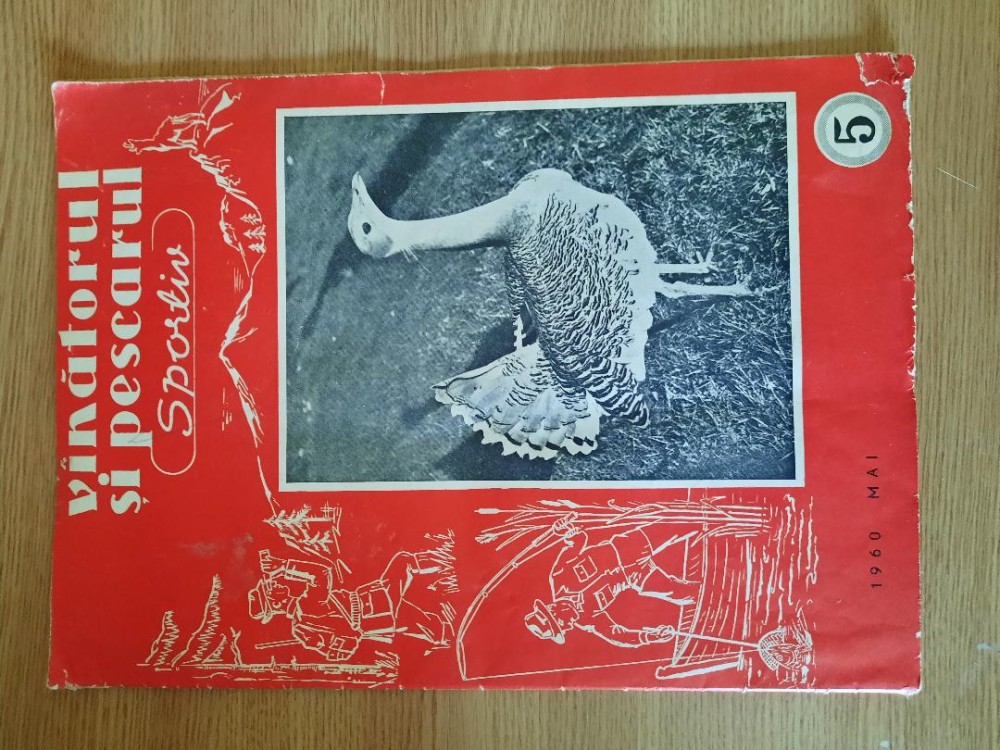 vînătorul
și pescarul
Sportiv
5
1960 MAI